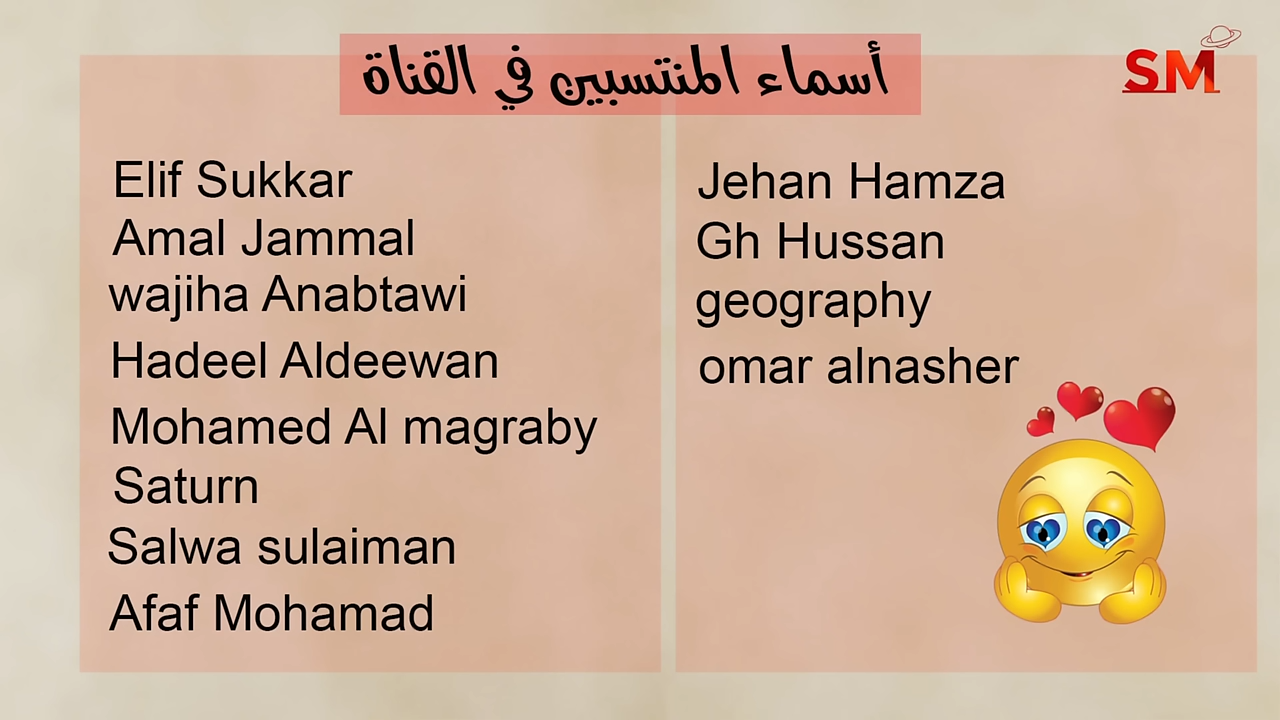 أسماء المنتسبين في القناة
SM
Elif Sukkar
Amal Jammal
wajiha Anabtawi
Hadeel Aldeewan
Mohamed Al magraby
Saturn
Salwa sulaiman
Afaf Mohamad
Jehan Hamza
Gh Hussan
geography
omar alnasher